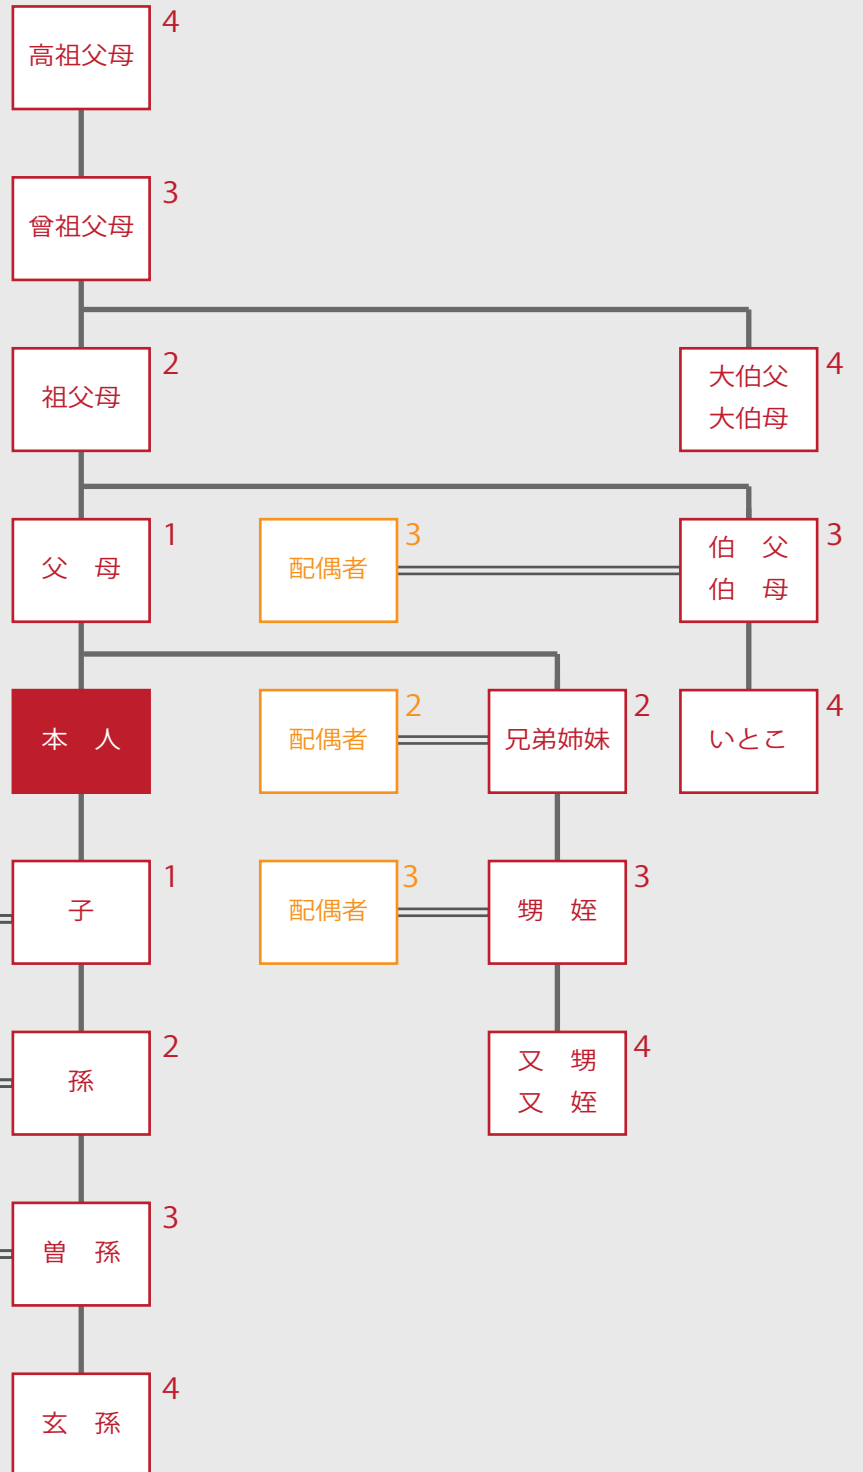 高祖父母
4
曾祖父母
3
祖父母
2
大伯父
大伯母
4
父　母
1
配偶者
3
伯　父
伯　母
3
本　人
配偶者
2
兄弟姉妹
2
いとこ
4
子
1
配偶者
3
甥　姪
3
孫
2
又　甥
又　姪
4
曽　孫
3
玄　孫
4